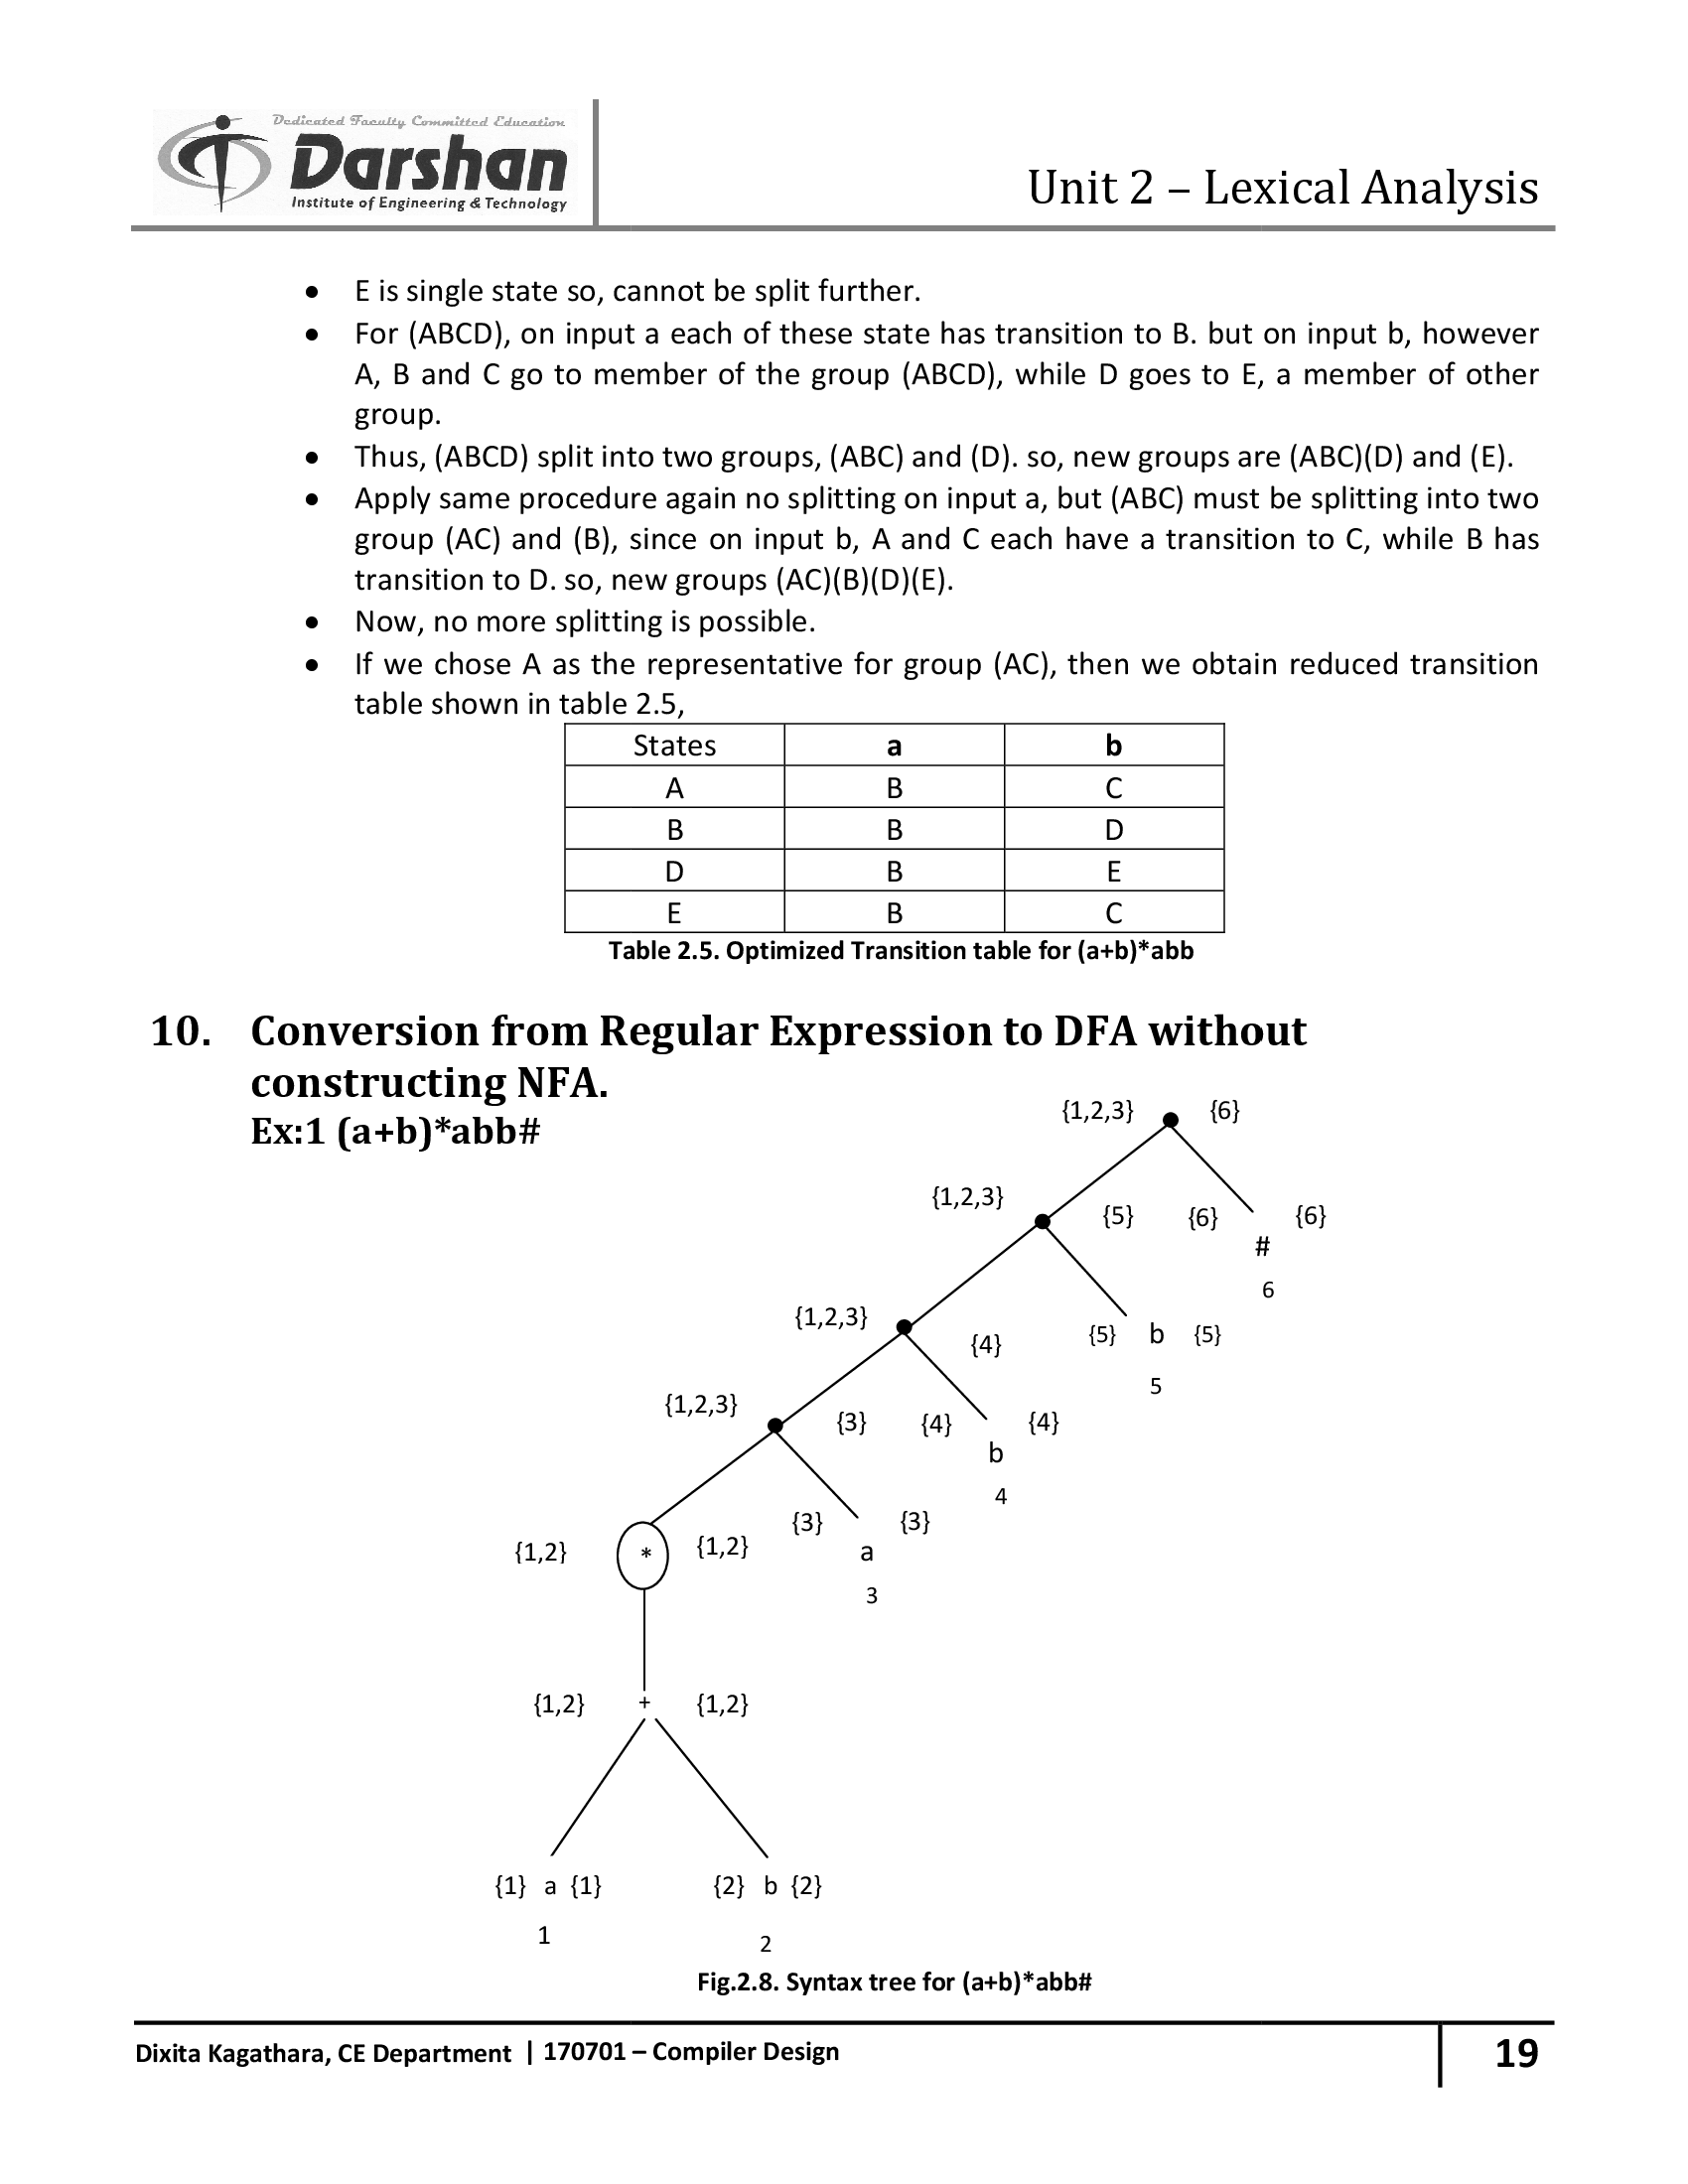 Dedicated Faculty Committed Education
Darshan
Institute of Engineering & Technology
Unit 2 – Lexical Analysis
• E is single state so, cannot be split further.
• For (ABCD), on input a each of these state has transition to B. but on input b, however
A, B and C go to member of the group (ABCD), while D goes to E, a member of other
group.
• Thus, (ABCD) split into two groups, (ABC) and (D). so, new groups are (ABC)(D) and (E).
• Apply same procedure again no splitting on input a, but (ABC) must be splitting into two
group (AC) and (B), since on input b, A and C each have a transition to C, while B has
transition to D. so, new groups (AC)(B)(D)(E).
• Now, no more splitting is possible.
• If we chose A as the representative for group (AC), then we obtain reduced transition
table shown in table 2.5,
States a b
A B C
B B D
D B E
E B C
Table 2.5. Optimized Transition table for (a+b)*abb
10. Conversion from Regular Expression to DFA without
constructing NFA.
{1,2,3} {6}
Ex:1 (a+b)*abb#
{1,2,3} {5} {6} {6}
#
6
{1,2,3} {4} {5} b {5}
5
{1,2,3} {3} {4} {4}
b
4
{3} {3}
{1,2} * {1,2} a
3
{1,2} + {1,2}
{1} a {1} {2} b {2}
1 2
Fig.2.8. Syntax tree for (a+b)*abb#
Dixita Kagathara, CE Department | 170701 – Compiler Design 19